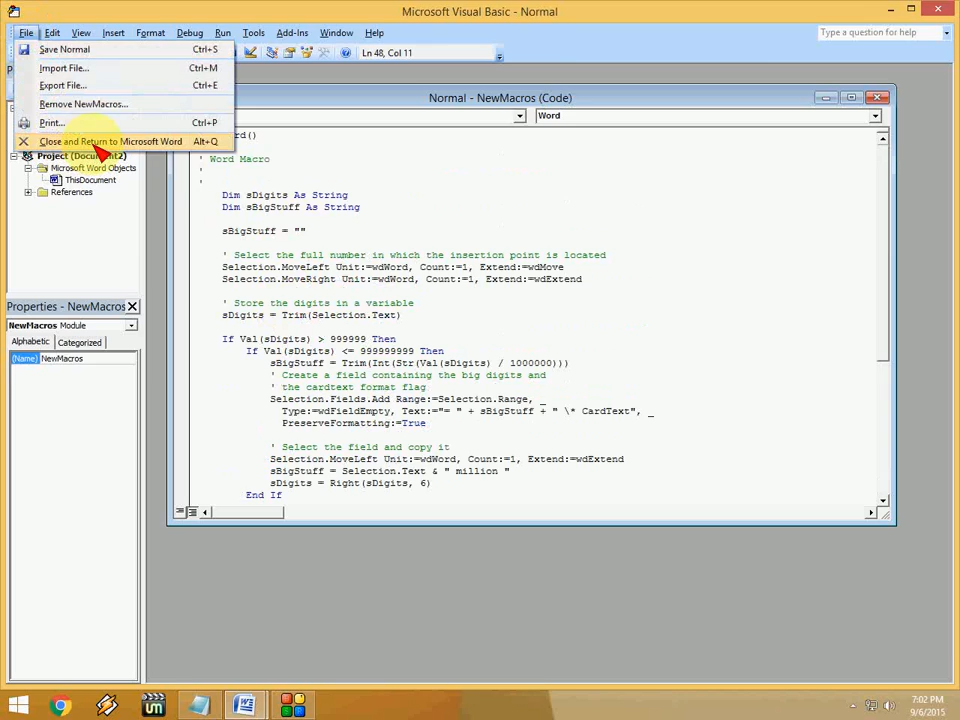 Microsoft Visual Basic - Normal
File Edit View Insert Format Debug Run Tools Add-Ins Window Help
Type a question for help
Save Normal Ctrl+S
Ln 48, Col 11
Import File... Ctrl+M
Export File... Ctrl+E
Remove NewMacros...
Print... Ctrl+P
Close and Return to Microsoft Word Alt+Q
Project (Document2)
Microsoft Word Objects
ThisDocument
References
Properties - NewMacros
NewMacros Module
Alphabetic Categorized
(Name) NewMacros
Normal - NewMacros (Code)
Word
' Word Macro
'
'
Dim sDigits As String
Dim sBigStuff As String
sBigStuff = ""
' Select the full number in which the insertion point is located
Selection.MoveLeft Unit:=wdWord, Count:=1, Extend:=wdMove
Selection.MoveRight Unit:=wdWord, Count:=1, Extend:=wdExtend
' Store the digits in a variable
sDigits = Trim(Selection.Text)
If Val(sDigits) > 999999 Then
If Val(sDigits) <= 999999999 Then
sBigStuff = Trim(Int(Str(Val(sDigits) / 1000000)))
' Create a field containing the big digits and
' the cardtext format flag
Selection.Fields.Add Range:=Selection.Range, _
Type:=wdFieldEmpty, Text:="= " + sBigStuff + " \* CardText", _
PreserveFormatting:=True
' Select the field and copy it
Selection.MoveLeft Unit:=wdWord, Count:=1, Extend:=wdExtend
sBigStuff = Selection.Text & " million "
sDigits = Right(sDigits, 6)
End If
7:02 PM
9/6/2015